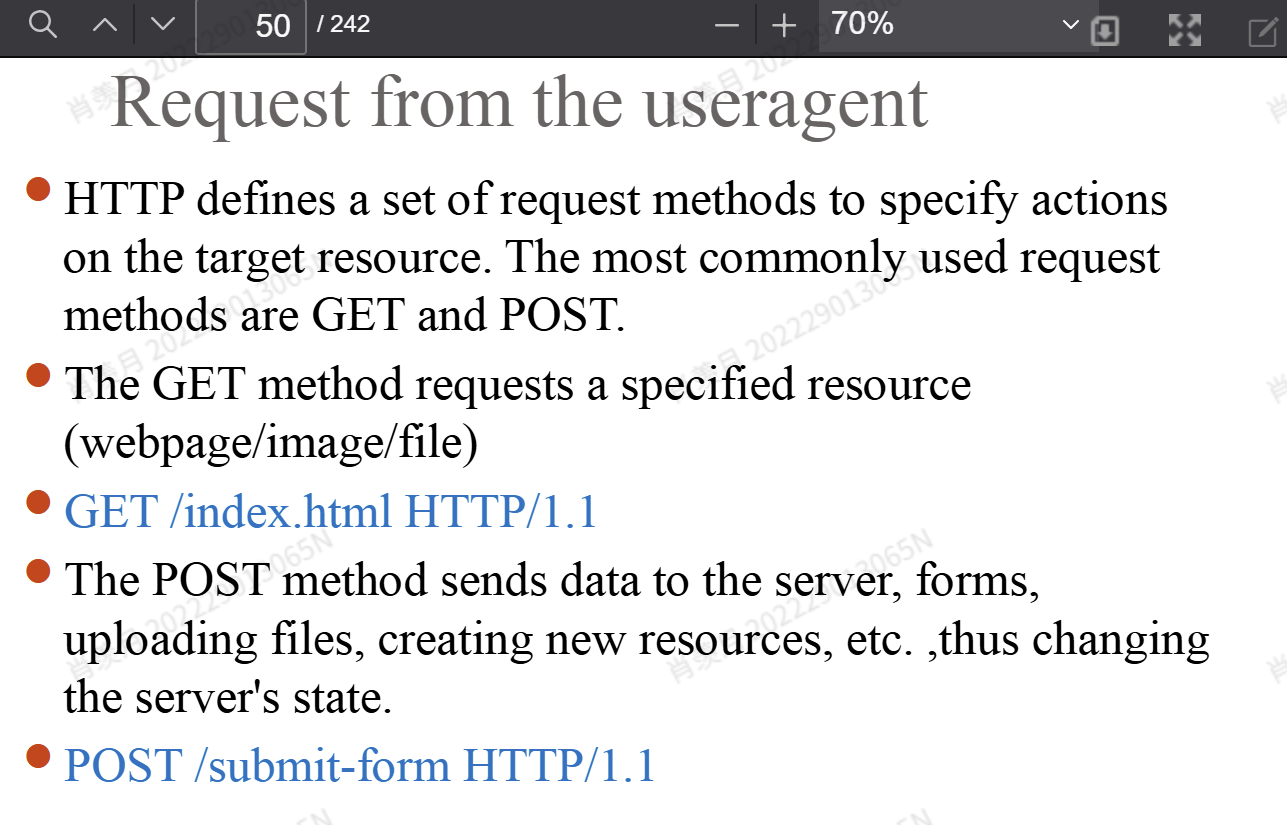 50 / 242
70%
Request from the useragent
HTTP defines a set of request methods to specify actions
on the target resource. The most commonly used request
methods are GET and POST.
The GET method requests a specified resource
(webpage/image/file)
GET /index.html HTTP/1.1
The POST method sends data to the server, forms,
uploading files, creating new resources, etc. ,thus changing
the server's state.
POST /submit-form HTTP/1.1